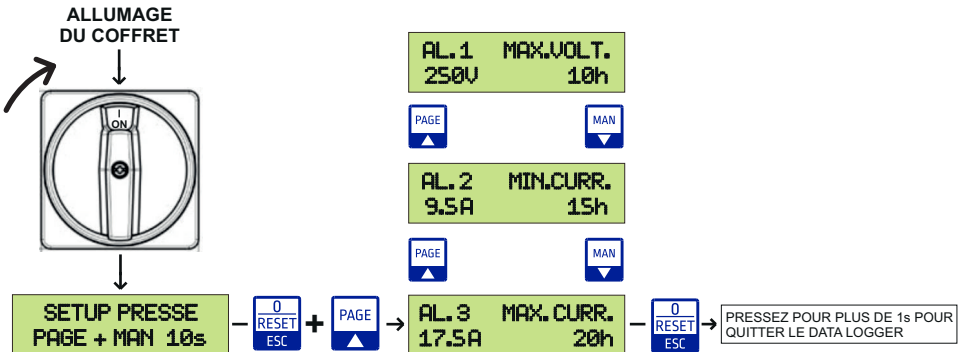 ALLUMAGE
DU COFFRET
I
ON
AL.1 MAX.VOLT.
250V 10h
PAGE
MAN
AL.2 MIN.CURR.
9.5A 15h
PAGE
MAN
SETUP PRESSE
PAGE + MAN 10s
0
RESET
ESC
+
PAGE
AL.3 MAX.CURR.
17.5A 20h
0
RESET
ESC
PRESSEZ POUR PLUS DE 1s POUR
QUITTER LE DATA LOGGER